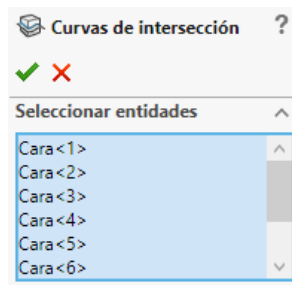 Curvas de intersección ?
Seleccionar entidades
Cara<1>
Cara<2>
Cara<3>
Cara<4>
Cara<5>
Cara<6>